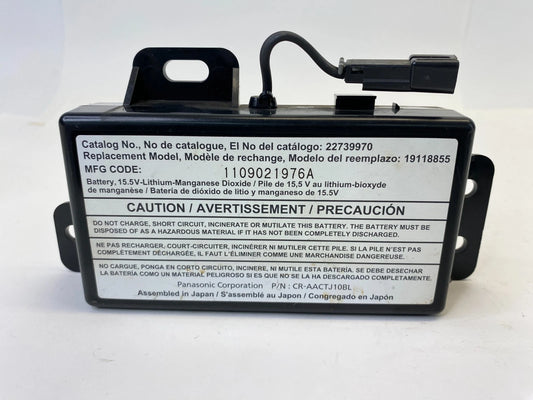 Catalog No., No de catalogue, El No del catálogo: 22739970
Replacement Model, Modèle de rechange, Modelo del reemplazo: 19118855
MFG CODE: 1109021976A
Battery, 15.5V-Lithium-Manganese Dioxide / Pile de 15,5 V au lithium-bioxyde
de manganèse / Bateria de dióxido de litio y manganeso de 15.5V
CAUTION / AVERTISSEMENT / PRECAUCIÓN
DO NOT CHARGE, SHORT CIRCUIT, INCINERATE OR MUTILATE THIS BATTERY. THE BATTERY MUST BE
DISPOSED OF AS A HAZARDOUS MATERIAL IF IT HAS NOT BEEN COMPLETELY DISCHARGED.
NE PAS RECHARGER, COURT-CIRCUITER, INCINÉRER NI MUTILER CETTE PILE. SI LA PILE N'EST PAS
COMPLÉTEMENT DÉCHARGÉE, IL FAUT L'ÉLIMINER COMME UNE MARCHANDISE DANGEREUSE.
NO CARGUE, PONGA EN CORTO CIRCUITO, INCINERE, NI MUTILE ESTA BATERÍA. SE DEBE DESECHAR
LA BATERÍA COMO UN MATERIAL PELIGROSO SI ES QUE NO SE LA HA DESCARGADO COMPLETAMENTE.
Panasonic Corporation P/N : CR-AACTJ10BL
Assembled in Japan / S'assemblé au Japon / Congregado en Japón